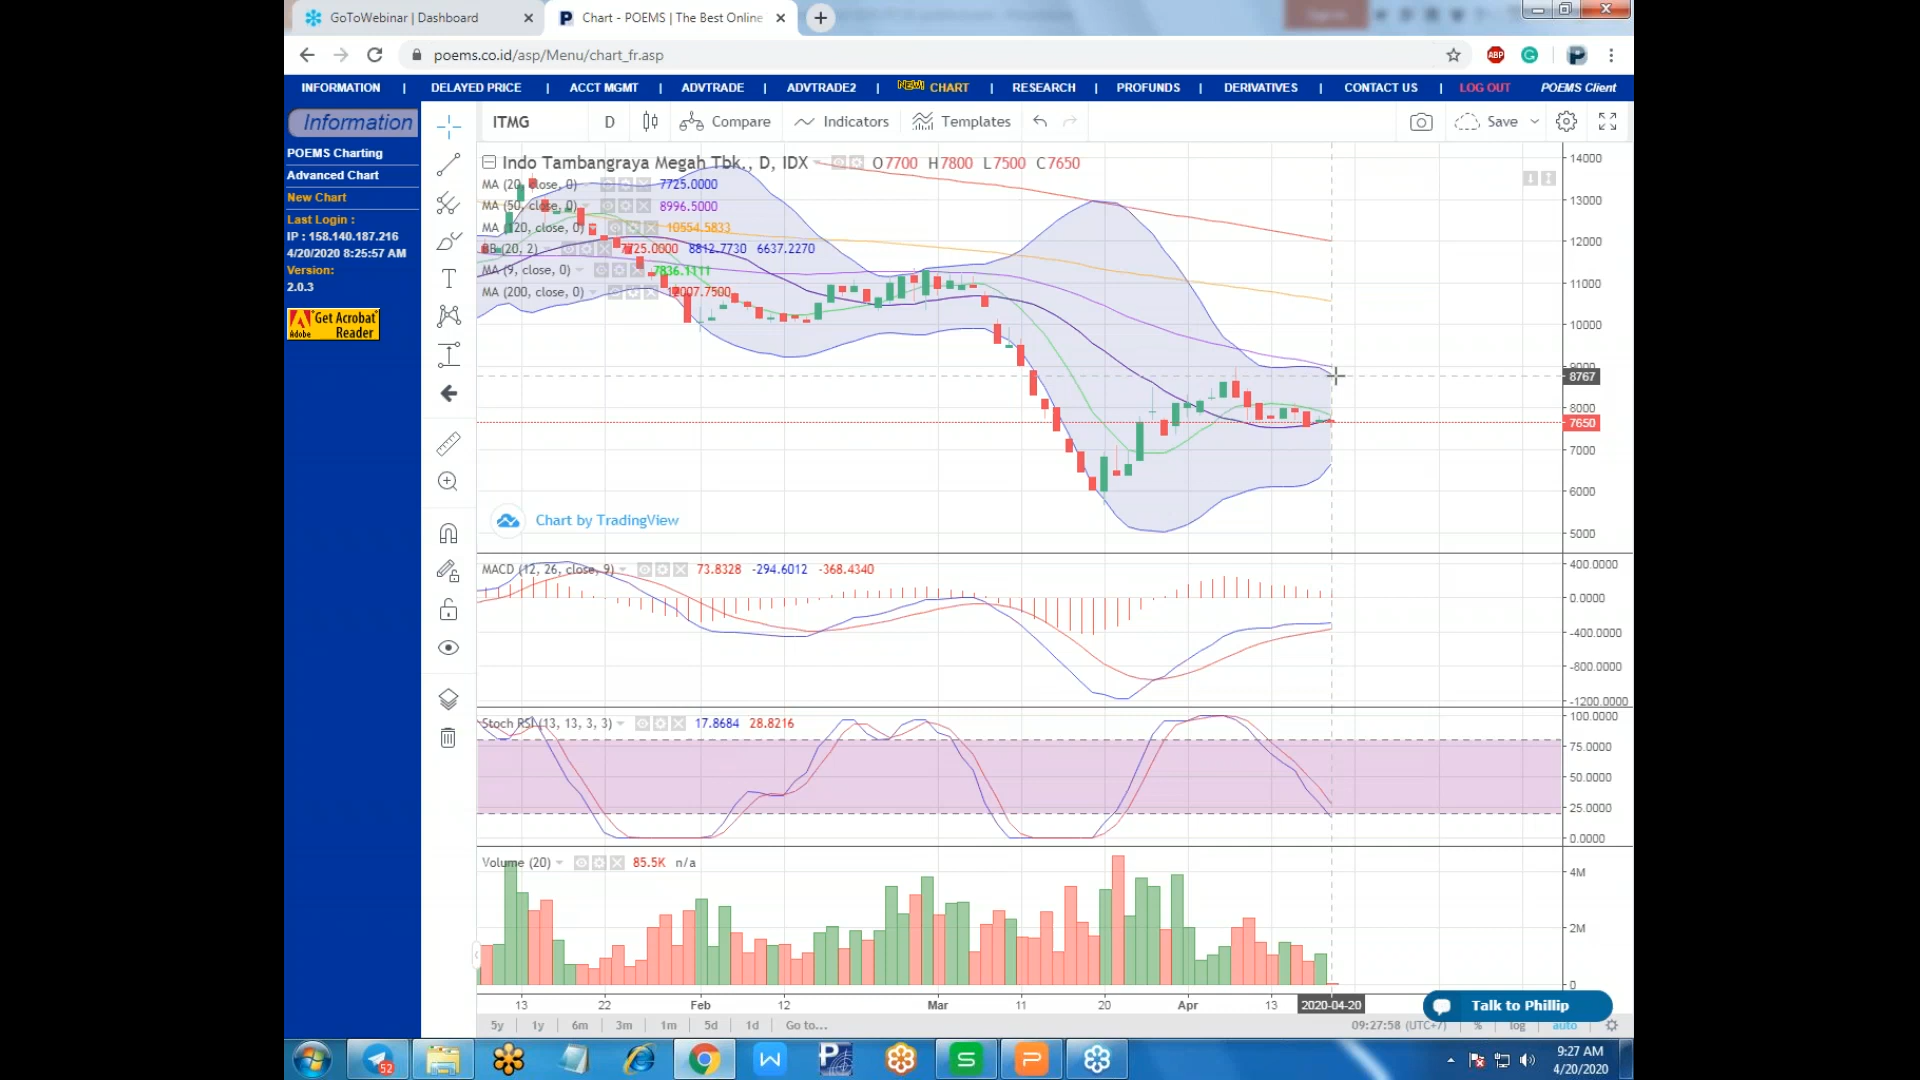 GoToWebinar | Dashboard
Chart - POEMS | The Best Online
poems.co.id/asp/Menu/chart_fr.asp
ABP
INFORMATION | DELAYED PRICE | ACCT MGMT | ADVTRADE | ADVTRADE2 | NEW! CHART | RESEARCH | PROFUNDS | DERIVATIVES | CONTACT US | LOG OUT POEMS Client
Information
POEMS Charting
Advanced Chart
New Chart
Last Login :
IP : 158.140.187.216
4/20/2020 8:25:57 AM
Version:
2.0.3
Get Acrobat
Adobe Reader
ITMG D Compare Indicators Templates Save
Indo Tambangraya Megah Tbk., D, IDX O7700 H7800 L7500 C7650
MA (20, close, 0) 7725.0000
MA (50, close, 0) 8996.5000
MA (120, close, 0) 10554.5833
BB (20, 2) 7725.0000 8812.7730 6637.2270
MA (9, close, 0) 7836.1111
MA (200, close, 0) 12007.7500
14000
13000
12000
11000
10000
9000
8767
8000
7650
7000
6000
5000
Chart by TradingView
MACD (12, 26, close, 9) 73.8328 -294.6012 -368.4340
400.0000
0.0000
-400.0000
-800.0000
-1200.0000
Stoch RSI (13, 13, 3, 3) 17.8684 28.8216
100.0000
75.0000
50.0000
25.0000
0.0000
Volume (20) 85.5K n/a
4M
2M
0
13 22 Feb 12 Mar 11 20 Apr 13 2020-04-20
Talk to Phillip
5y 1y 6m 3m 1m 5d 1d Go to... 09:27:58 (UTC+7) % log auto
52
9:27 AM
4/20/2020